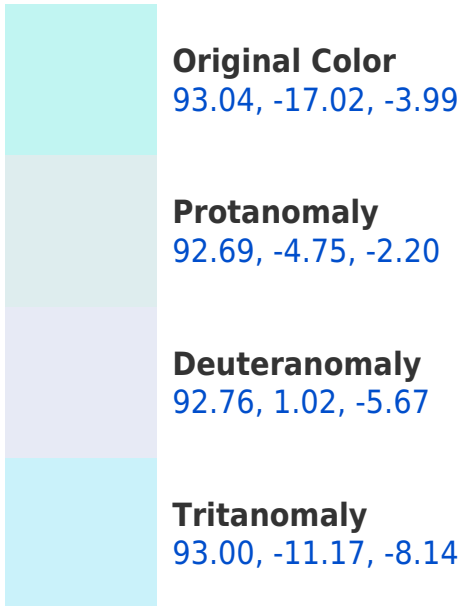 Original Color
93.04, -17.02, -3.99
Protanomaly
92.69, -4.75, -2.20
Deuteranomaly
92.76, 1.02, -5.67
Tritanomaly
93.00, -11.17, -8.14